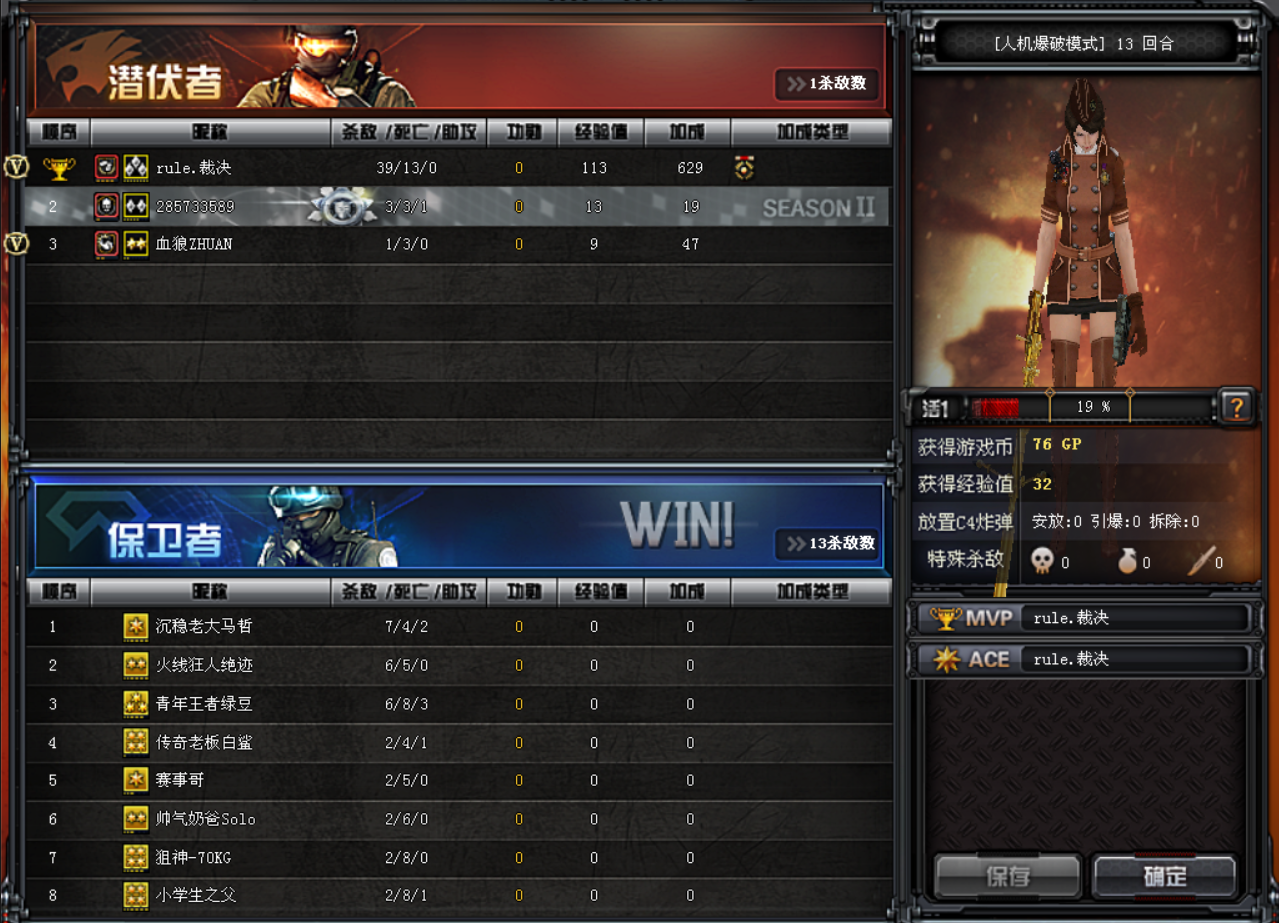 潜伏者
1杀敌数
顺序 昵称 杀敌/死亡/助攻 功勋 经验值 加成 加成类型
V rule.裁决 39/13/0 0 113 629
2 285733589 3/3/1 0 13 19 SEASON II
V 3 血狼ZHUAN 1/3/0 0 9 47
保卫者 WIN!
13杀敌数
顺序 昵称 杀敌/死亡/助攻 功勋 经验值 加成 加成类型
1 沉稳老大马哲 7/4/2 0 0 0
2 火线狂人绝迹 6/5/0 0 0 0
3 青年王者绿豆 6/8/3 0 0 0
4 传奇老板白鲨 2/4/1 0 0 0
5 赛事哥 2/5/0 0 0 0
6 帅气奶爸Solo 2/6/0 0 0 0
7 狙神-70KG 2/8/0 0 0 0
8 小学生之父 2/8/1 0 0 0
[人机爆破模式] 13 回合
19 % ?
获得游戏币 76 GP
获得经验值 32
放置C4炸弹 安放:0 引爆:0 拆除:0
特殊杀敌 0 0 0
MVP rule.裁决
ACE rule.裁决
保存 确定